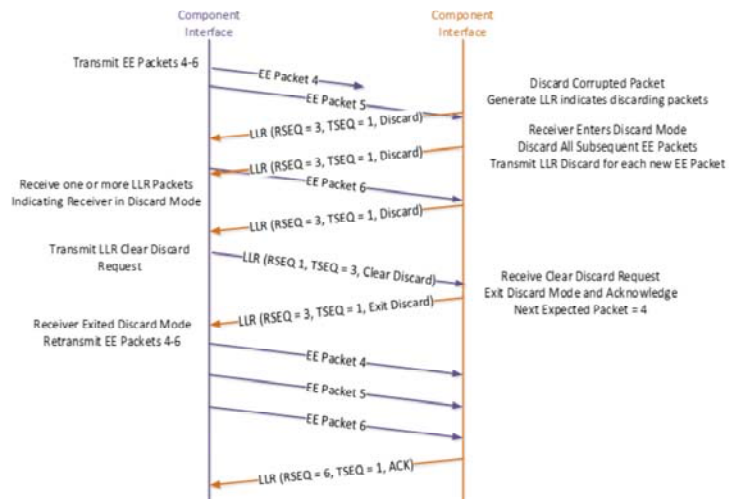 Component
Interface
Component
Interface
Transmit EE Packets 4-6
EE Packet 4
EE Packet 5
Discard Corrupted Packet
Generate LLR indicates discarding packets
LLR (RSEQ = 3, TSEQ = 1, Discard)
Receiver Enters Discard Mode
Discard All Subsequent EE Packets
Transmit LLR Discard for each new EE Packet
LLR (RSEQ = 3, TSEQ = 1, Discard)
EE Packet 6
Receive one or more LLR Packets
Indicating Receiver in Discard Mode
LLR (RSEQ = 3, TSEQ = 1, Discard)
Transmit LLR Clear Discard
Request
LLR (RSEQ 1, TSEQ = 3, Clear Discard)
Receive Clear Discard Request
Exit Discard Mode and Acknowledge
Next Expected Packet = 4
LLR (RSEQ = 3, TSEQ = 1, Exit Discard)
Receiver Exited Discard Mode
Retransmit EE Packets 4-6
EE Packet 4
EE Packet 5
EE Packet 6
LLR (RSEQ = 6, TSEQ = 1, ACK)